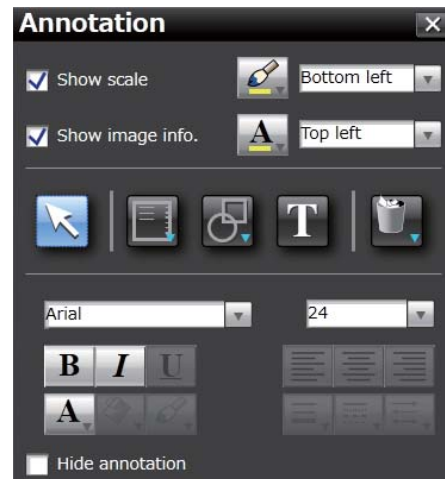 Annotation
Show scale
Bottom left
Show image info.
A
Top left
T
Arial
24
B I U
A
Hide annotation